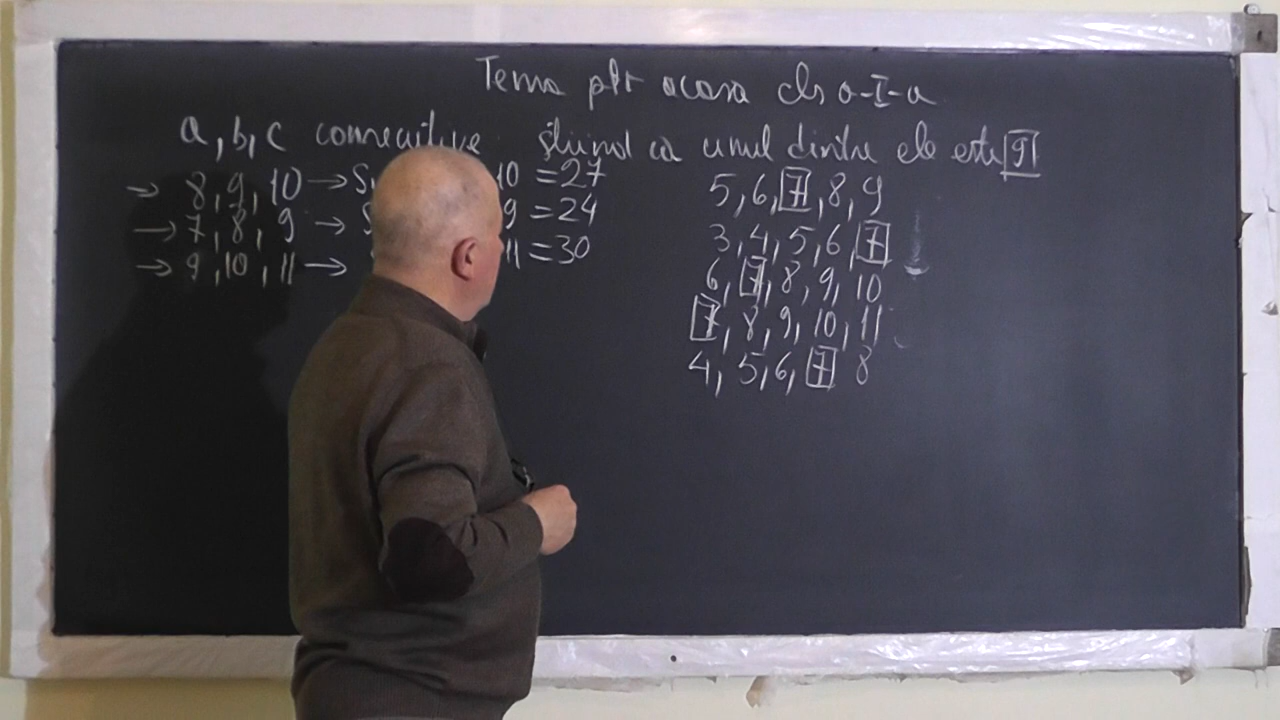 Tema ptr acasa cls a-I-a
a, b, c consecutive știind ca unul dintre ele este 9
→ 8, 9, 10 → S 10 = 27
→ 7, 8, 9 → 9 = 24
→ 9, 10, 11 → 11 = 30
5, 6, 7, 8, 9
3, 4, 5, 6, 7
6, 7, 8, 9, 10
7, 8, 9, 10, 11
4, 5, 6, 7 8